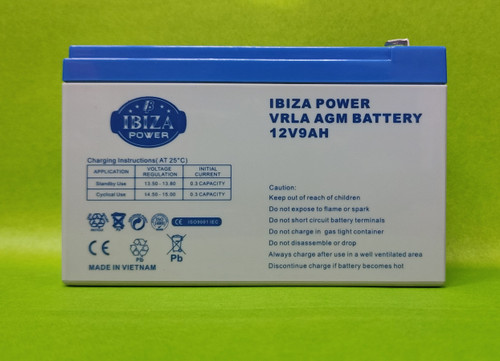 IBIZA
POWER
IBIZA POWER
VRLA AGM BATTERY
12V9AH
Charging Instructions(AT 25°C)
APPLICATION VOLTAGE REGULATION INITIAL CURRENT
Standby Use 13.50 - 13.80 0.3 CAPACITY
Cyclical Use 14.50 - 15.00 0.3 CAPACITY
Pb
Pb
MADE IN VIETNAM
Caution:
Keep out of reach of children
Do not expose to flame or spark
Do not short circuit battery terminals
Do not charge in gas tight container
Do not disassemble or drop
Always charge after use in a well ventilated area
Discontinue charge if battery becomes hot